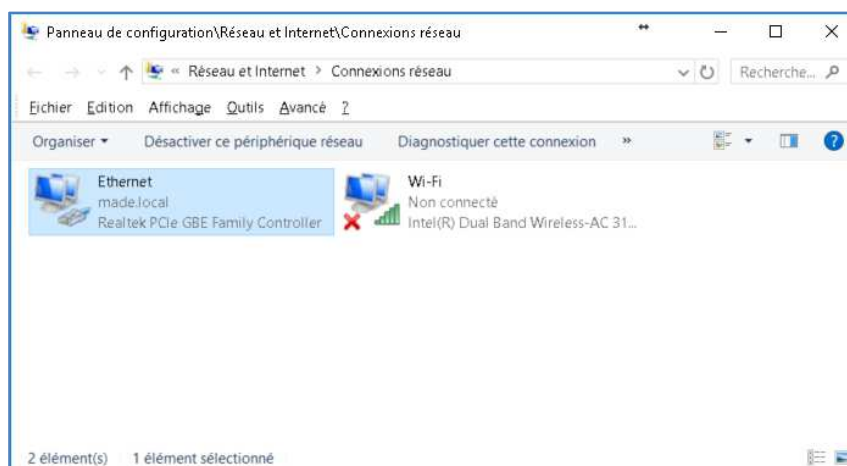 Panneau de configuration\Réseau et Internet\Connexions réseau
« Réseau et Internet > Connexions réseau
Recherche...
Fichier Edition Affichage Outils Avancé ?
Organiser Désactiver ce périphérique réseau Diagnostiquer cette connexion » ?
Ethernet
made.local
Realtek PCIe GBE Family Controller
Wi-Fi
Non connecté
Intel(R) Dual Band Wireless-AC 31...
2 élément(s) 1 élément sélectionné